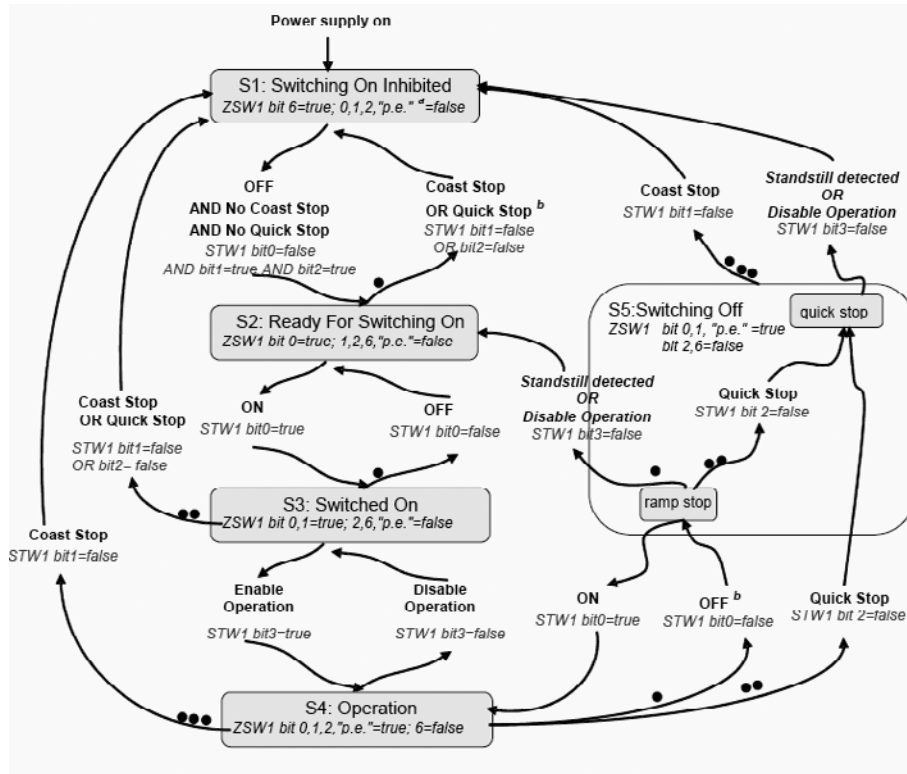 Power supply on
S1: Switching On Inhibited
ZSW1 bit 6=true; 0,1,2,"p.e." a=false
OFF
AND No Coast Stop
AND No Quick Stop
STW1 bit0=false
AND bit1=true AND bit2=true
Coast Stop
OR Quick Stop b
STW1 bit1=false
OR bit2=false
Coast Stop
STW1 bit1=false
Standstill detected
OR
Disable Operation
STW1 bit3=false
S2: Ready For Switching On
ZSW1 bit 0=true; 1,2,6,"p.e."=false
S5:Switching Off
ZSW1 bit 0,1, "p.e." =true
bit 2,6=false
quick stop
ON
STW1 bit0=true
OFF
STW1 bit0=false
Standstill detected
OR
Disable Operation
STW1 bit3=false
Quick Stop
STW1 bit 2=false
Coast Stop
OR Quick Stop
STW1 bit1=false
OR bit2= false
S3: Switched On
ZSW1 bit 0,1=true; 2,6,"p.e."=false
ramp stop
Coast Stop
STW1 bit1=false
Enable
Operation
STW1 bit3=true
Disable
Operation
STW1 bit3=false
ON
STW1 bit0=true
OFF b
STW1 bit0=false
Quick Stop
STW1 bit 2=false
S4: Operation
ZSW1 bit 0,1,2,"p.e."=true; 6=false